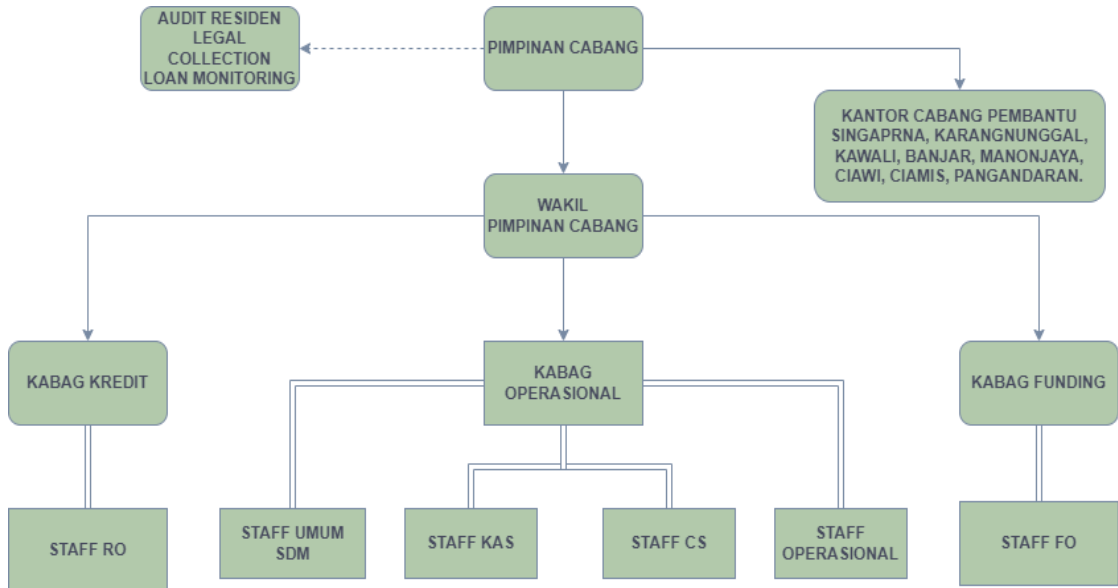 AUDIT RESIDEN
LEGAL
COLLECTION
LOAN MONITORING
PIMPINAN CABANG
KANTOR CABANG PEMBANTU
SINGAPRNA, KARANGNUNGGAL,
KAWALI, BANJAR, MANONJAYA,
CIAWI, CIAMIS, PANGANDARAN.
WAKIL
PIMPINAN CABANG
KABAG KREDIT
KABAG
OPERASIONAL
KABAG FUNDING
STAFF RO
STAFF UMUM
SDM
STAFF KAS
STAFF CS
STAFF
OPERASIONAL
STAFF FO